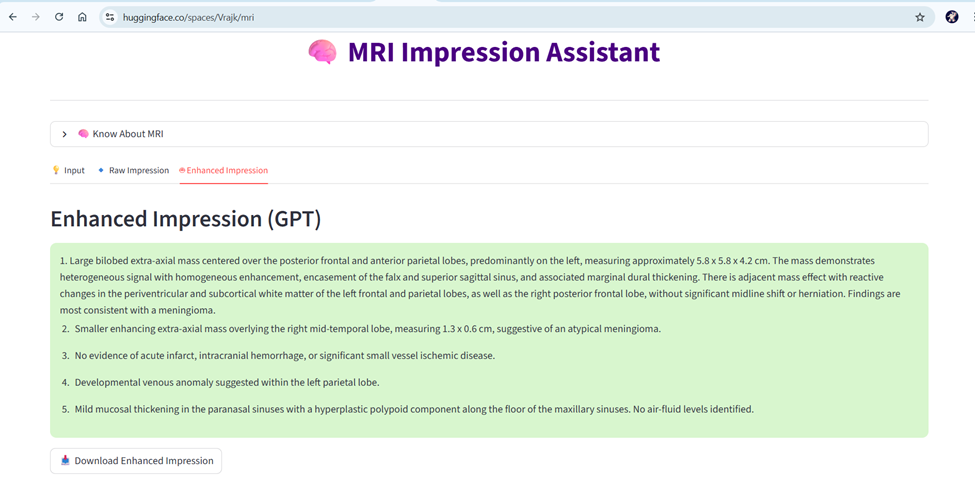 huggingface.co/spaces/Vrajk/mri
MRI Impression Assistant
Know About MRI
Input Raw Impression Enhanced Impression
Enhanced Impression (GPT)
1. Large bilobed extra-axial mass centered over the posterior frontal and anterior parietal lobes, predominantly on the left, measuring approximately 5.8 x 5.8 x 4.2 cm. The mass demonstrates
heterogeneous signal with homogeneous enhancement, encasement of the falx and superior sagittal sinus, and associated marginal dural thickening. There is adjacent mass effect with reactive
changes in the periventricular and subcortical white matter of the left frontal and parietal lobes, as well as the right posterior frontal lobe, without significant midline shift or herniation. Findings are
most consistent with a meningioma.
2. Smaller enhancing extra-axial mass overlying the right mid-temporal lobe, measuring 1.3 x 0.6 cm, suggestive of an atypical meningioma.
3. No evidence of acute infarct, intracranial hemorrhage, or significant small vessel ischemic disease.
4. Developmental venous anomaly suggested within the left parietal lobe.
5. Mild mucosal thickening in the paranasal sinuses with a hyperplastic polypoid component along the floor of the maxillary sinuses. No air-fluid levels identified.
Download Enhanced Impression